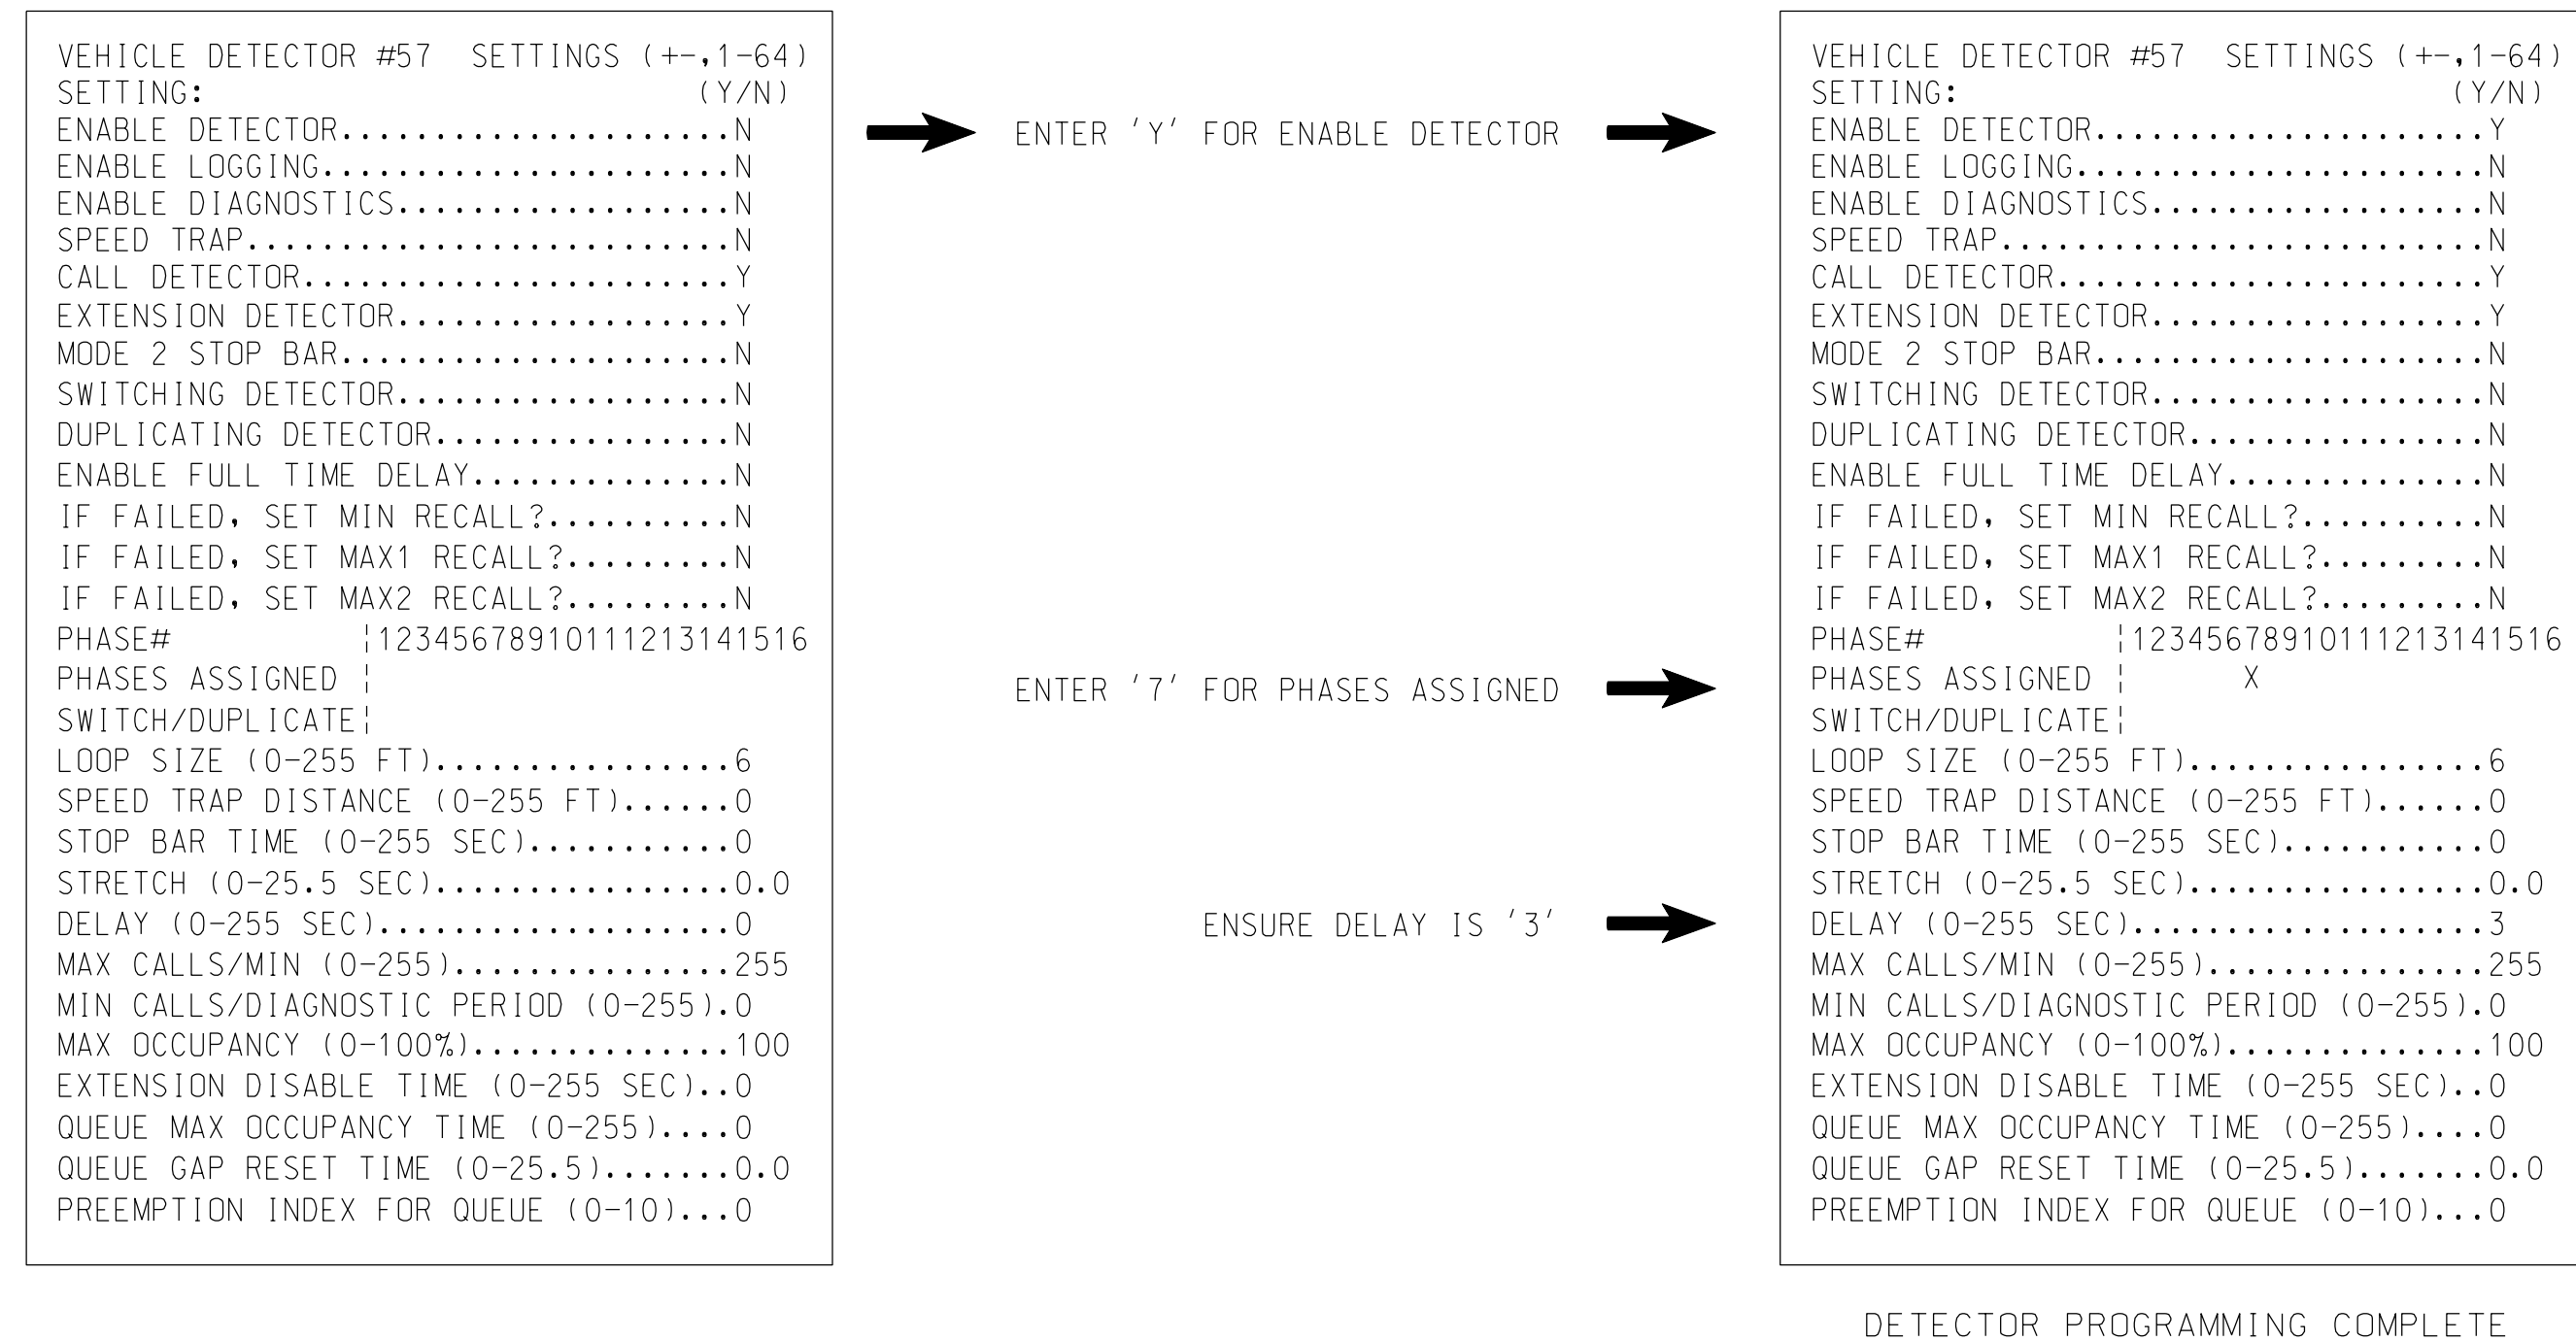 VEHICLE DETECTOR #57  SETTINGS (+-,1-64)
SETTING:                          (Y/N)
ENABLE DETECTOR.....................N
ENABLE LOGGING......................N
ENABLE DIAGNOSTICS..................N
SPEED TRAP..........................N
CALL DETECTOR.......................Y
EXTENSION DETECTOR..................Y
MODE 2 STOP BAR.....................N
SWITCHING DETECTOR..................N
DUPLICATING DETECTOR................N
ENABLE FULL TIME DELAY..............N
IF FAILED, SET MIN RECALL?..........N
IF FAILED, SET MAX1 RECALL?.........N
IF FAILED, SET MAX2 RECALL?.........N
PHASE#          ¦12345678910111213141516
PHASES ASSIGNED ¦
SWITCH/DUPLICATE¦
LOOP SIZE (0-255 FT)................6
SPEED TRAP DISTANCE (0-255 FT)......0
STOP BAR TIME (0-255 SEC)...........0
STRETCH (0-25.5 SEC)................0.0
DELAY (0-255 SEC)...................0
MAX CALLS/MIN (0-255)...............255
MIN CALLS/DIAGNOSTIC PERIOD (0-255).0
MAX OCCUPANCY (0-100%)..............100
EXTENSION DISABLE TIME (0-255 SEC)..0
QUEUE MAX OCCUPANCY TIME (0-255)....0
QUEUE GAP RESET TIME (0-25.5).......0.0
PREEMPTION INDEX FOR QUEUE (0-10)...0
ENTER 'Y' FOR ENABLE DETECTOR
ENTER '7' FOR PHASES ASSIGNED
ENSURE DELAY IS '3'
VEHICLE DETECTOR #57  SETTINGS (+-,1-64)
SETTING:                          (Y/N)
ENABLE DETECTOR.....................Y
ENABLE LOGGING......................N
ENABLE DIAGNOSTICS..................N
SPEED TRAP..........................N
CALL DETECTOR.......................Y
EXTENSION DETECTOR..................Y
MODE 2 STOP BAR.....................N
SWITCHING DETECTOR..................N
DUPLICATING DETECTOR................N
ENABLE FULL TIME DELAY..............N
IF FAILED, SET MIN RECALL?..........N
IF FAILED, SET MAX1 RECALL?.........N
IF FAILED, SET MAX2 RECALL?.........N
PHASE#          ¦12345678910111213141516
PHASES ASSIGNED ¦      X
SWITCH/DUPLICATE¦
LOOP SIZE (0-255 FT)................6
SPEED TRAP DISTANCE (0-255 FT)......0
STOP BAR TIME (0-255 SEC)...........0
STRETCH (0-25.5 SEC)................0.0
DELAY (0-255 SEC)...................3
MAX CALLS/MIN (0-255)...............255
MIN CALLS/DIAGNOSTIC PERIOD (0-255).0
MAX OCCUPANCY (0-100%)..............100
EXTENSION DISABLE TIME (0-255 SEC)..0
QUEUE MAX OCCUPANCY TIME (0-255)....0
QUEUE GAP RESET TIME (0-25.5).......0.0
PREEMPTION INDEX FOR QUEUE (0-10)...0
DETECTOR PROGRAMMING COMPLETE